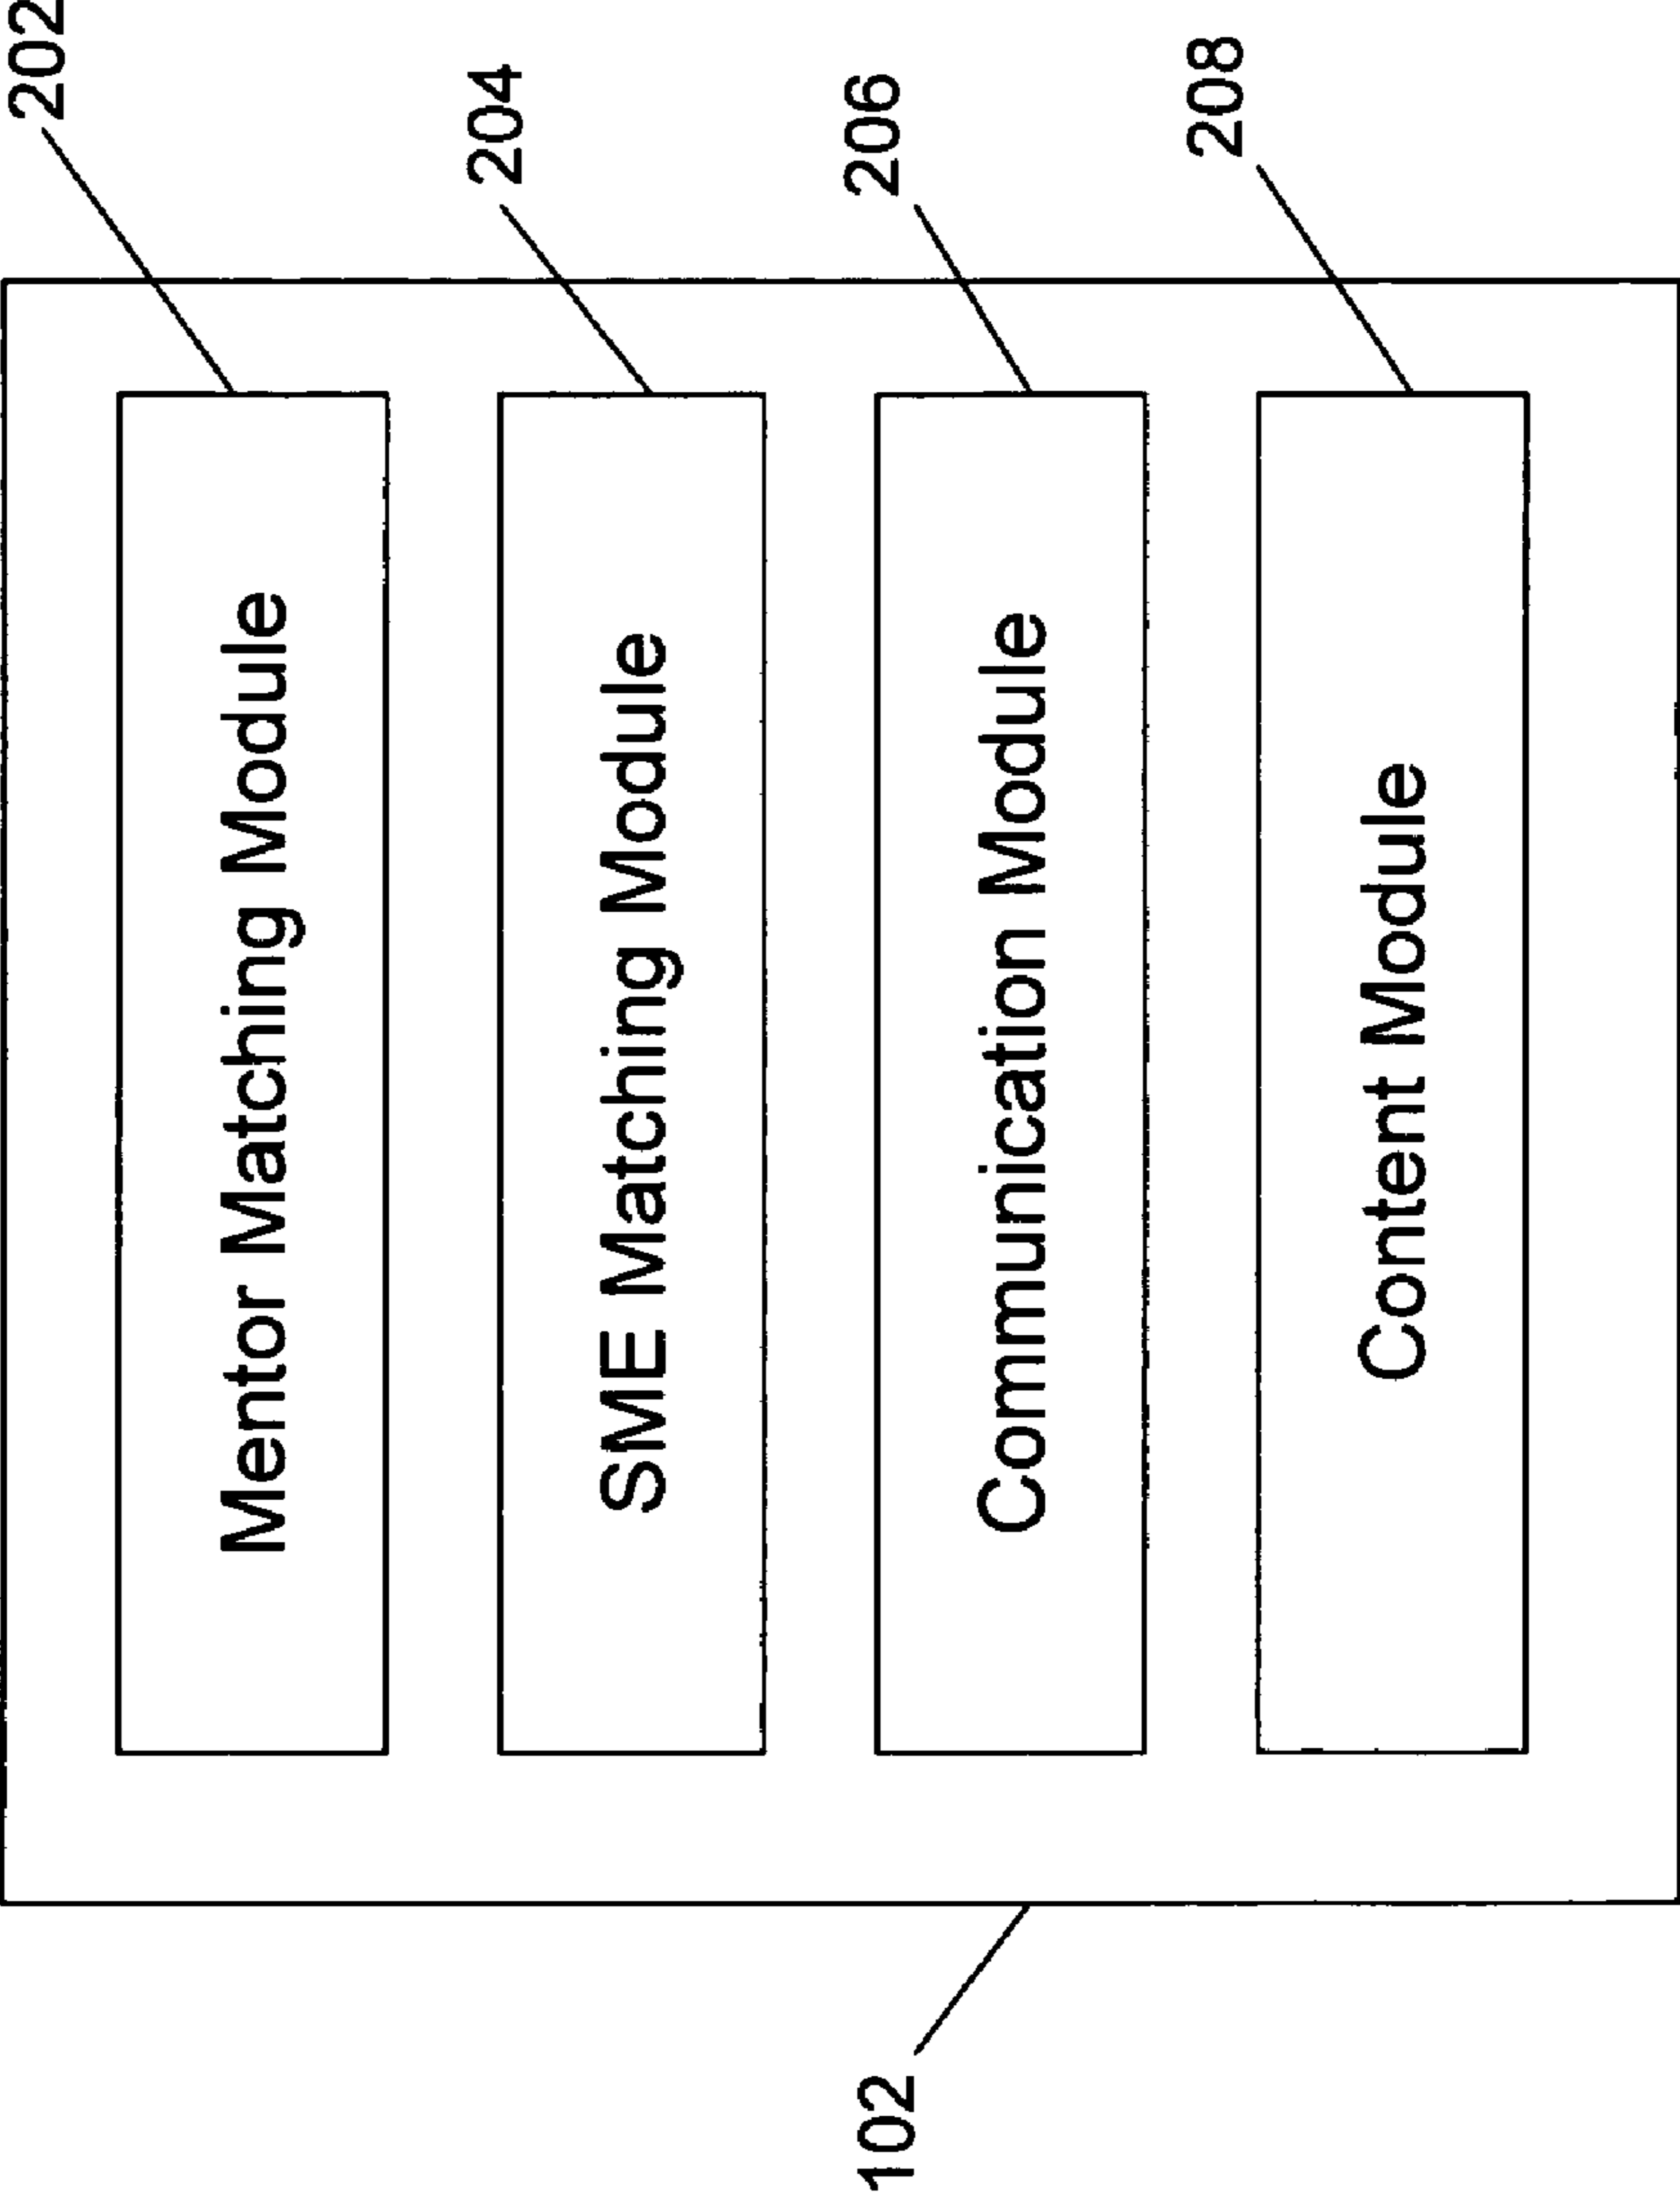 202
Mentor Matching Module
204
SME Matching Module
206
Communication Module
208
Content Module
102